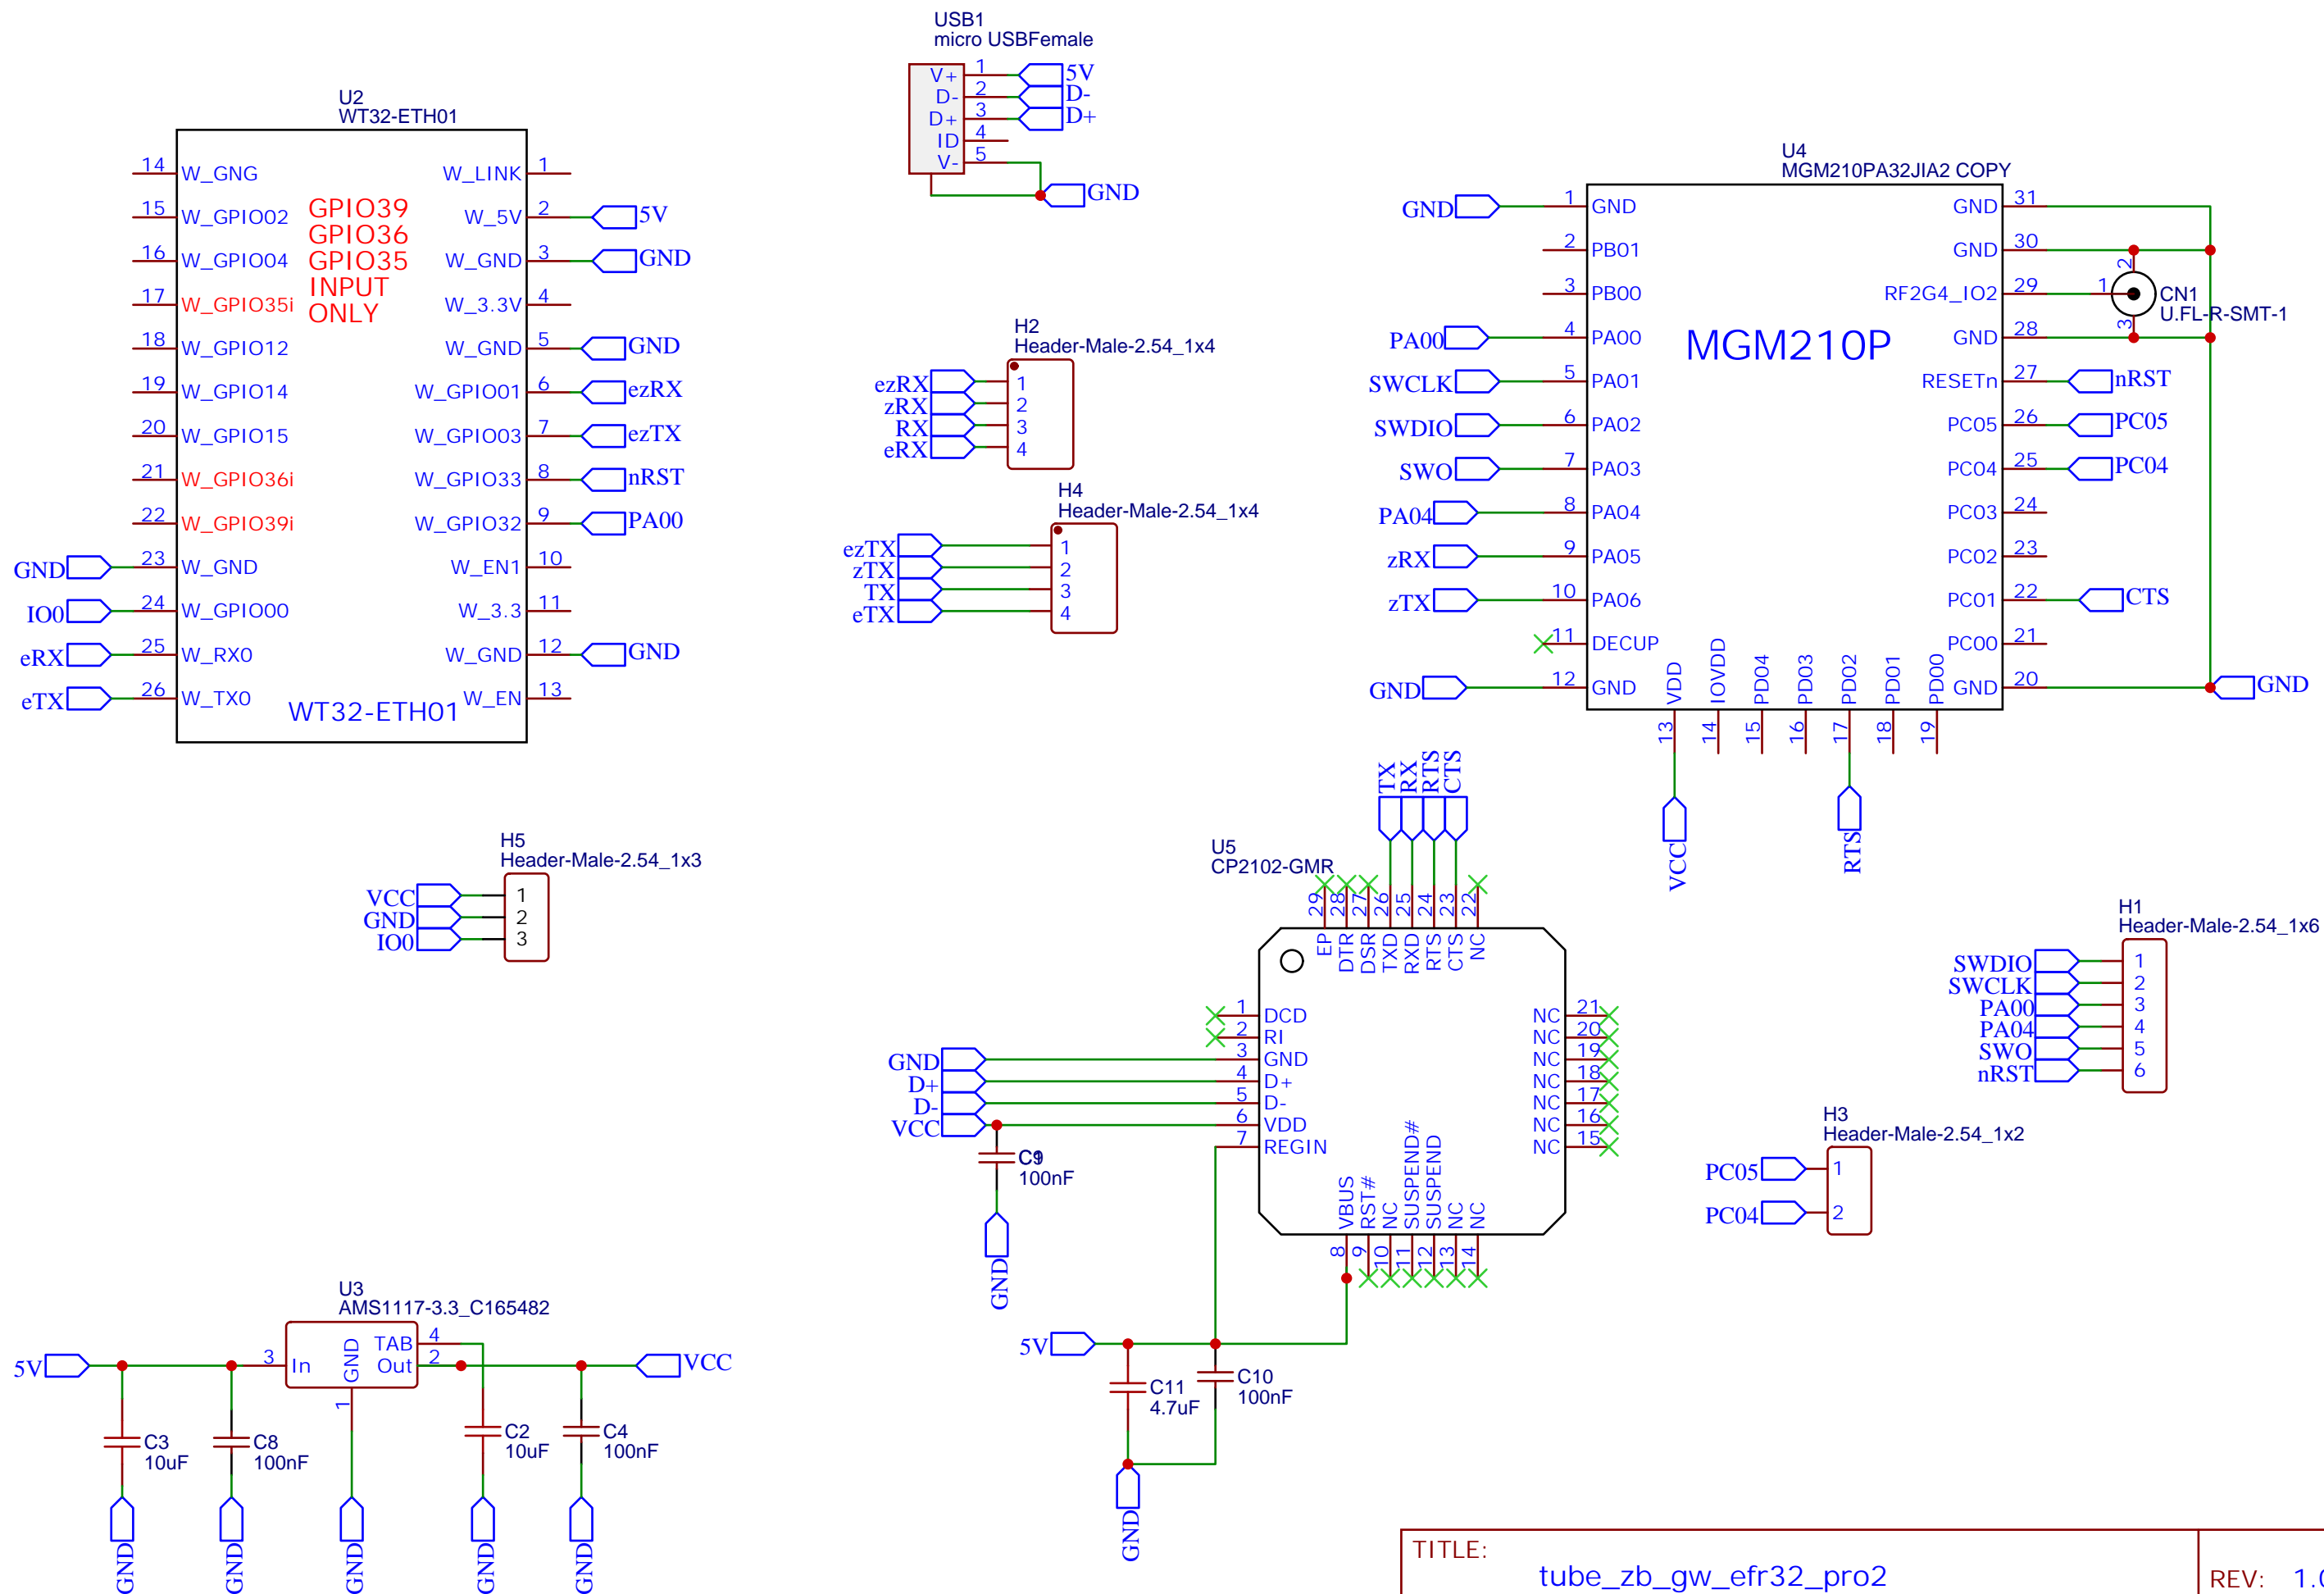 USB1
micro USBFemale
V+ 1 5V
D- 2 D-
D+ 3 D+
ID 4
V- 5
GND
U2
WT32-ETH01
14 W_GNG W_LINK 1
15 W_GPIO02 W_5V 2 5V
16 W_GPIO04 W_GND 3 GND
17 W_GPIO35i W_3.3V 4
18 W_GPIO12 W_GND 5 GND
19 W_GPIO14 W_GPIO01 6 ezRX
20 W_GPIO15 W_GPIO03 7 ezTX
21 W_GPIO36i W_GPIO33 8 nRST
22 W_GPIO39i W_GPIO32 9 PA00
GND 23 W_GND W_EN1 10
IO0 24 W_GPIO00 W_3.3 11
eRX 25 W_RX0 W_GND 12 GND
eTX 26 W_TX0 W_EN 13
GPIO39
GPIO36
GPIO35
INPUT
ONLY
WT32-ETH01
H2
Header-Male-2.54_1x4
ezRX 1
zRX 2
RX 3
eRX 4
H4
Header-Male-2.54_1x4
ezTX 1
zTX 2
TX 3
eTX 4
U4
MGM210PA32JIA2 COPY
GND 1 GND GND 31
2 PB01 GND 30
3 PB00 RF2G4_IO2 29
PA00 4 PA00 GND 28
SWCLK 5 PA01 RESETn 27 nRST
SWDIO 6 PA02 PC05 26 PC05
SWO 7 PA03 PC04 25 PC04
PA04 8 PA04 PC03 24
zRX 9 PA05 PC02 23
zTX 10 PA06 PC01 22 CTS
11 DECUP PC00 21
GND 12 GND GND 20 GND
MGM210P
VDD IOVDD PD04 PD03 PD02 PD01 PD00
13 14 15 16 17 18 19
VCC RTS
2
1
3
CN1
U.FL-R-SMT-1
H5
Header-Male-2.54_1x3
VCC 1
GND 2
IO0 3
U5
CP2102-GMR
TX RX RTS CTS
29 28 27 26 25 24 23 22
EP DTR DSR TXD RXD RTS CTS NC
1 DCD NC 21
2 RI NC 20
GND 3 GND NC 19
D+ 4 D+ NC 18
D- 5 D- NC 17
VCC 6 VDD NC 16
7 REGIN NC 15
VBUS RST# NC SUSPEND# SUSPEND NC NC
8 9 10 11 12 13 14
100nF
GND
5V
C11
4.7uF
C10
100nF
GND
H1
Header-Male-2.54_1x6
SWDIO 1
SWCLK 2
PA00 3
PA04 4
SWO 5
nRST 6
H3
Header-Male-2.54_1x2
PC05 1
PC04 2
U3
AMS1117-3.3_C165482
5V 3 In GND TAB 4
Out 2 VCC
1
C3
10uF
C8
100nF
C2
10uF
C4
100nF
GND GND GND GND GND
TITLE:
tube_zb_gw_efr32_pro2
REV: